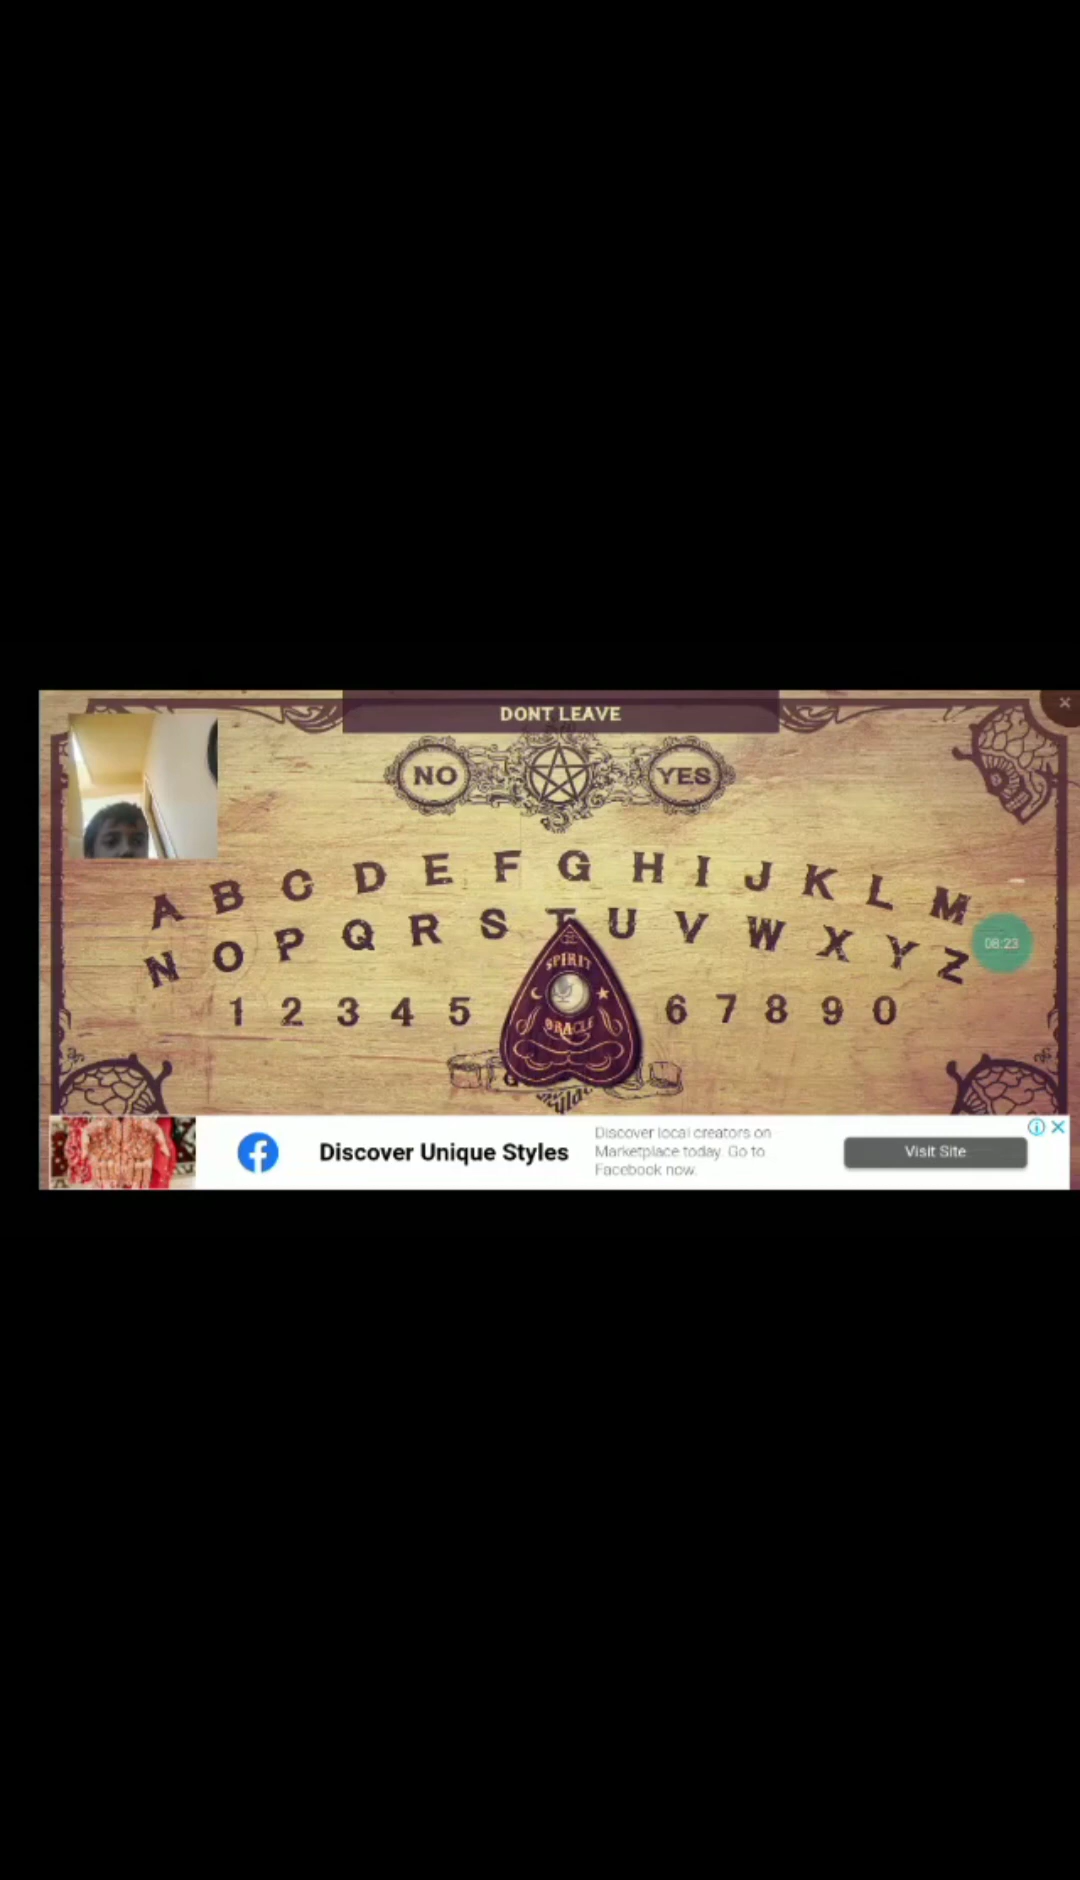 DONT LEAVE
NO YES
A B C D E F G H I J K L M
N O P Q R S T U V W X Y Z
08:23
SPIRIT
ORACLE
1 2 3 4 5 6 7 8 9 0
Discover Unique Styles
Discover local creators on
Marketplace today. Go to
Facebook now.
Visit Site